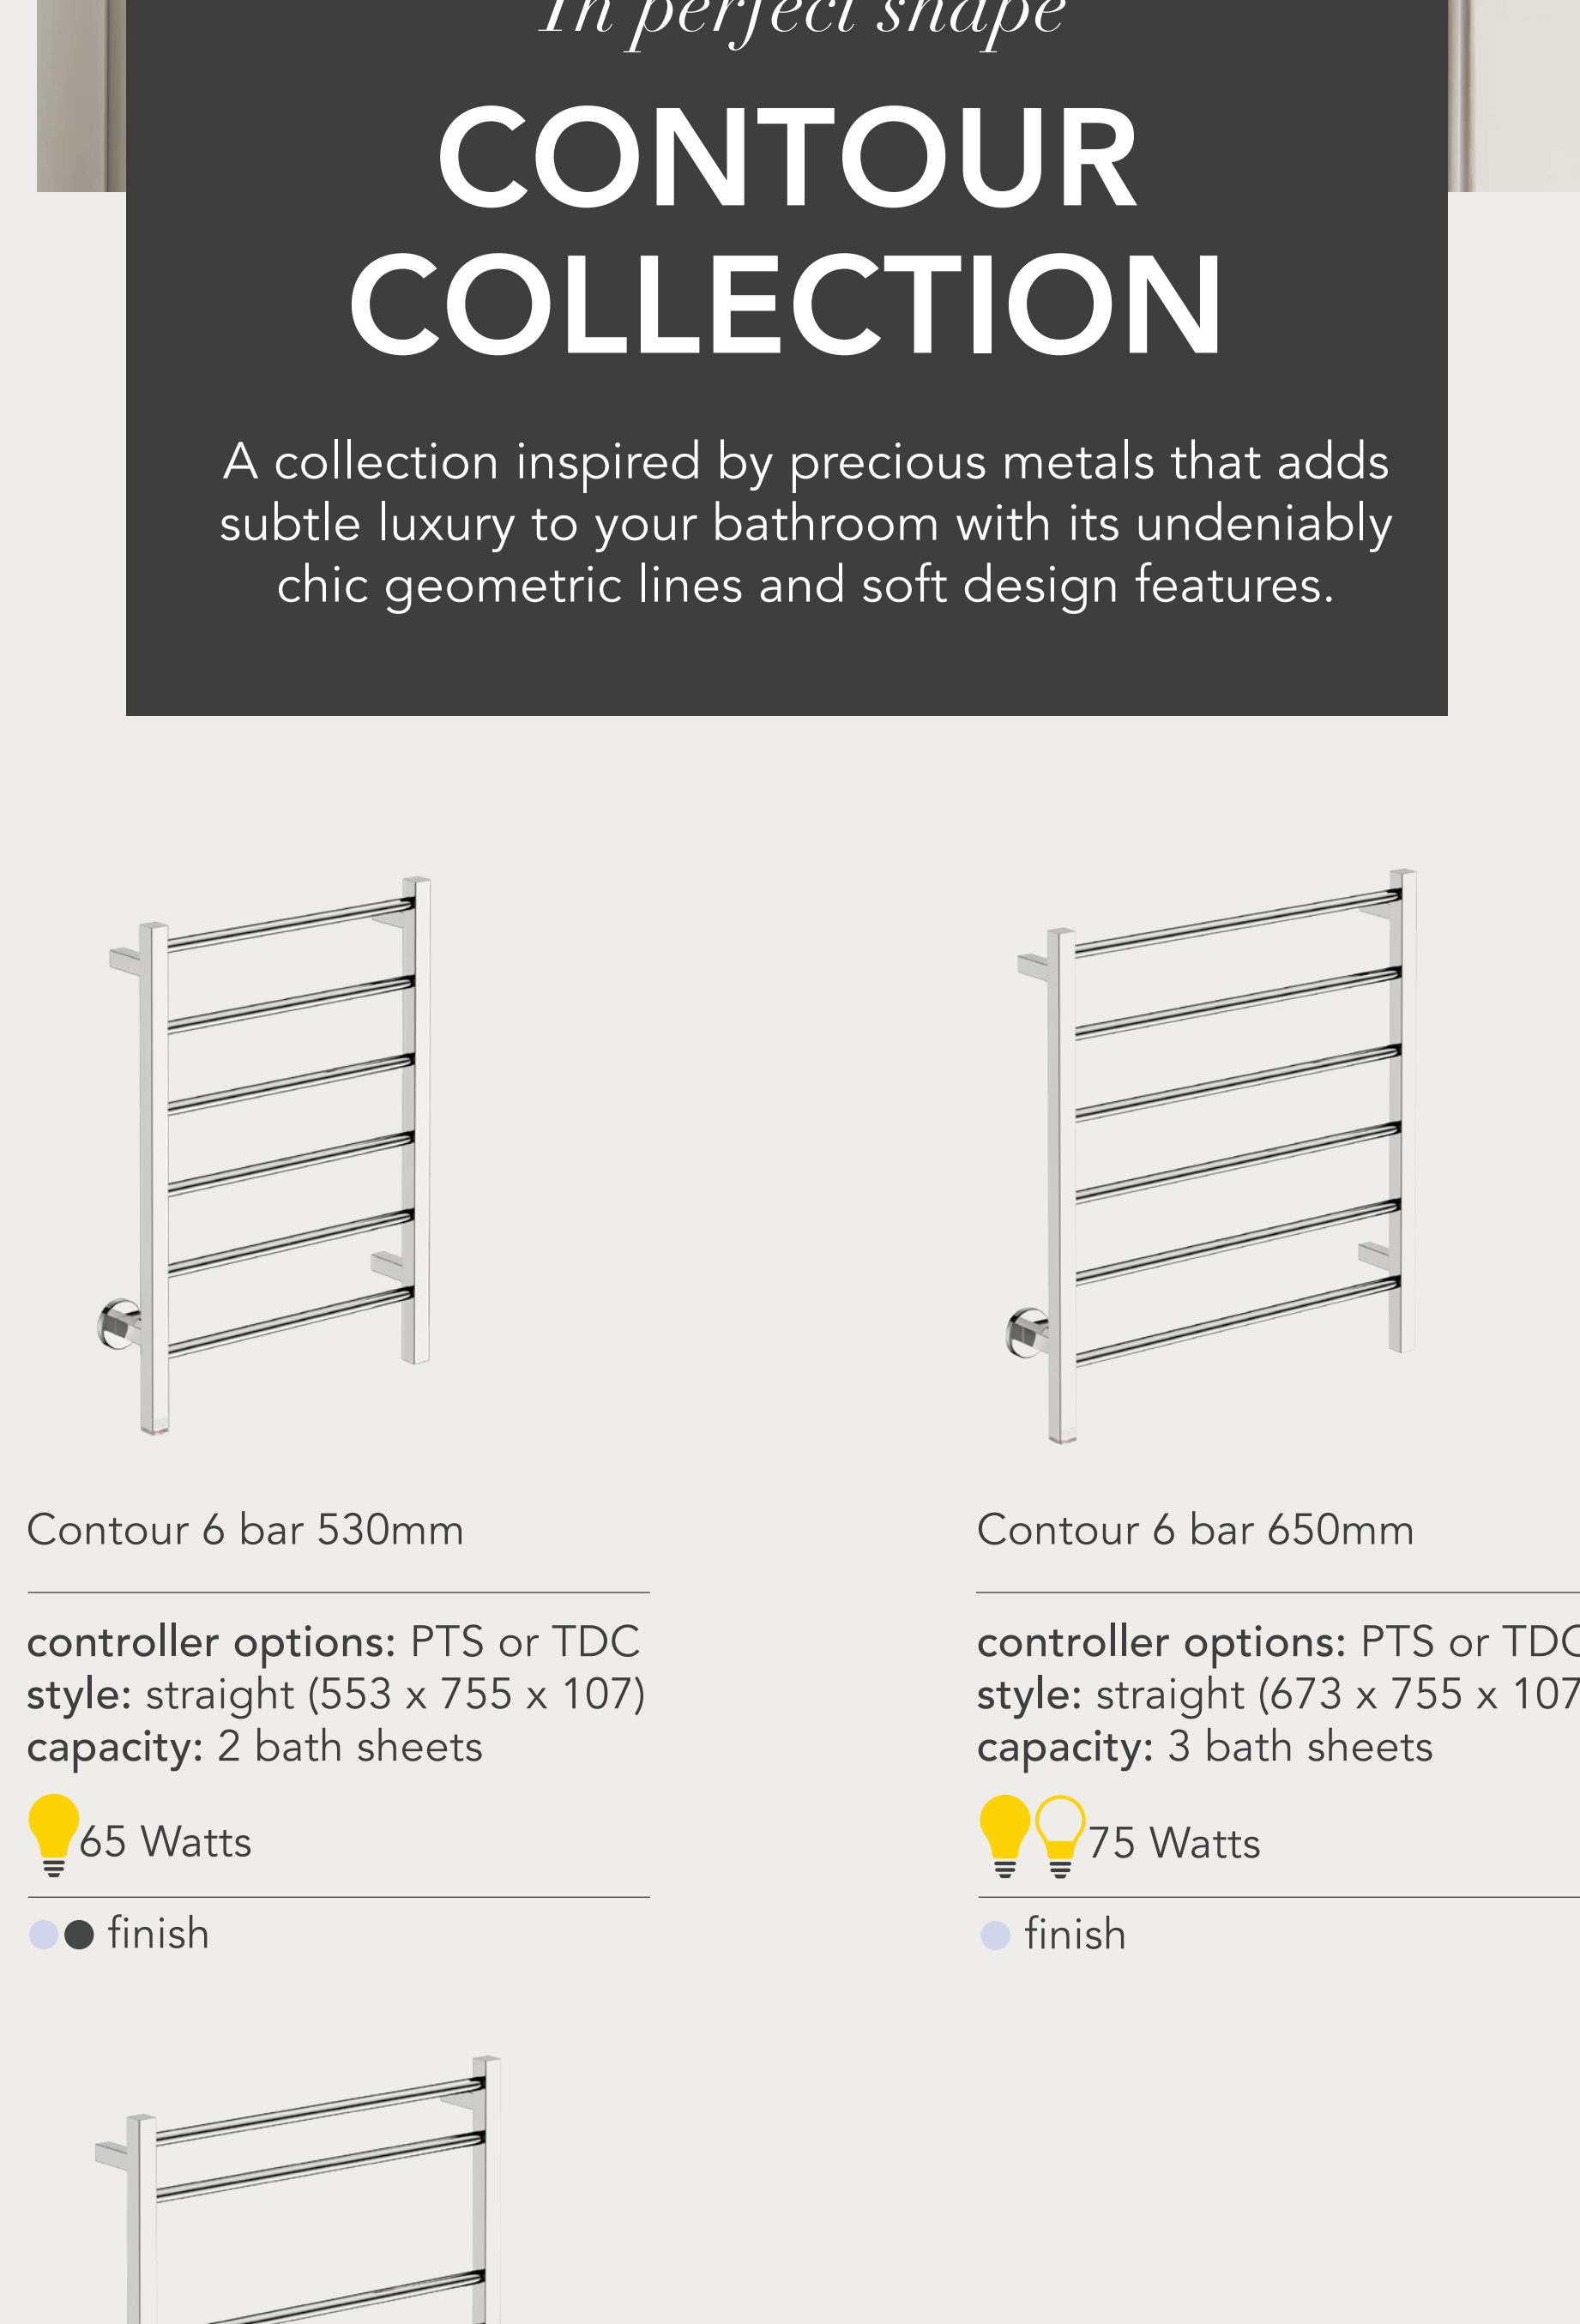 In perfect shape
CONTOUR
COLLECTION
A collection inspired by precious metals that adds
subtle luxury to your bathroom with its undeniably
chic geometric lines and soft design features.
Contour 6 bar 530mm
controller options: PTS or TDC
style: straight (553 x 755 x 107)
capacity: 2 bath sheets
65 Watts
finish
Contour 6 bar 650mm
controller options: PTS or TDC
style: straight (673 x 755 x 107
capacity: 3 bath sheets
75 Watts
finish